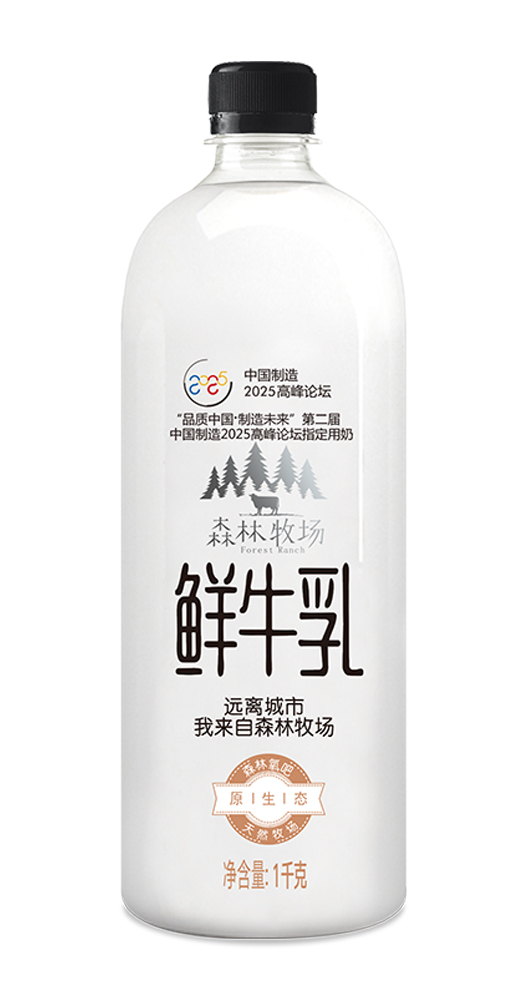 2025
中国制造
2025高峰论坛
“品质中国·制造未来”第二届
中国制造2025高峰论坛指定用奶
森林牧场
Forest Ranch
鲜牛乳
远离城市
我来自森林牧场
森林氧吧
原生态
天然牧场
净含量:1千克